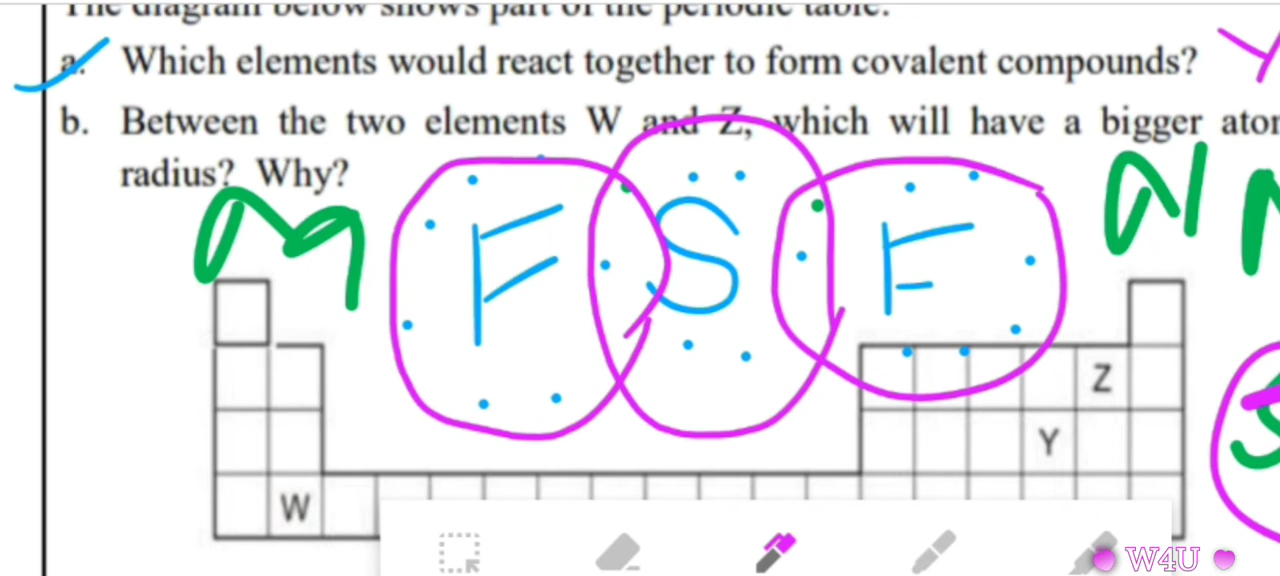 The diagram below shows part of the periodic table.
a. Which elements would react together to form covalent compounds?
b. Between the two elements W and Z, which will have a bigger
radius? Why?
M
F S F
N
Z
Y
W
W4U